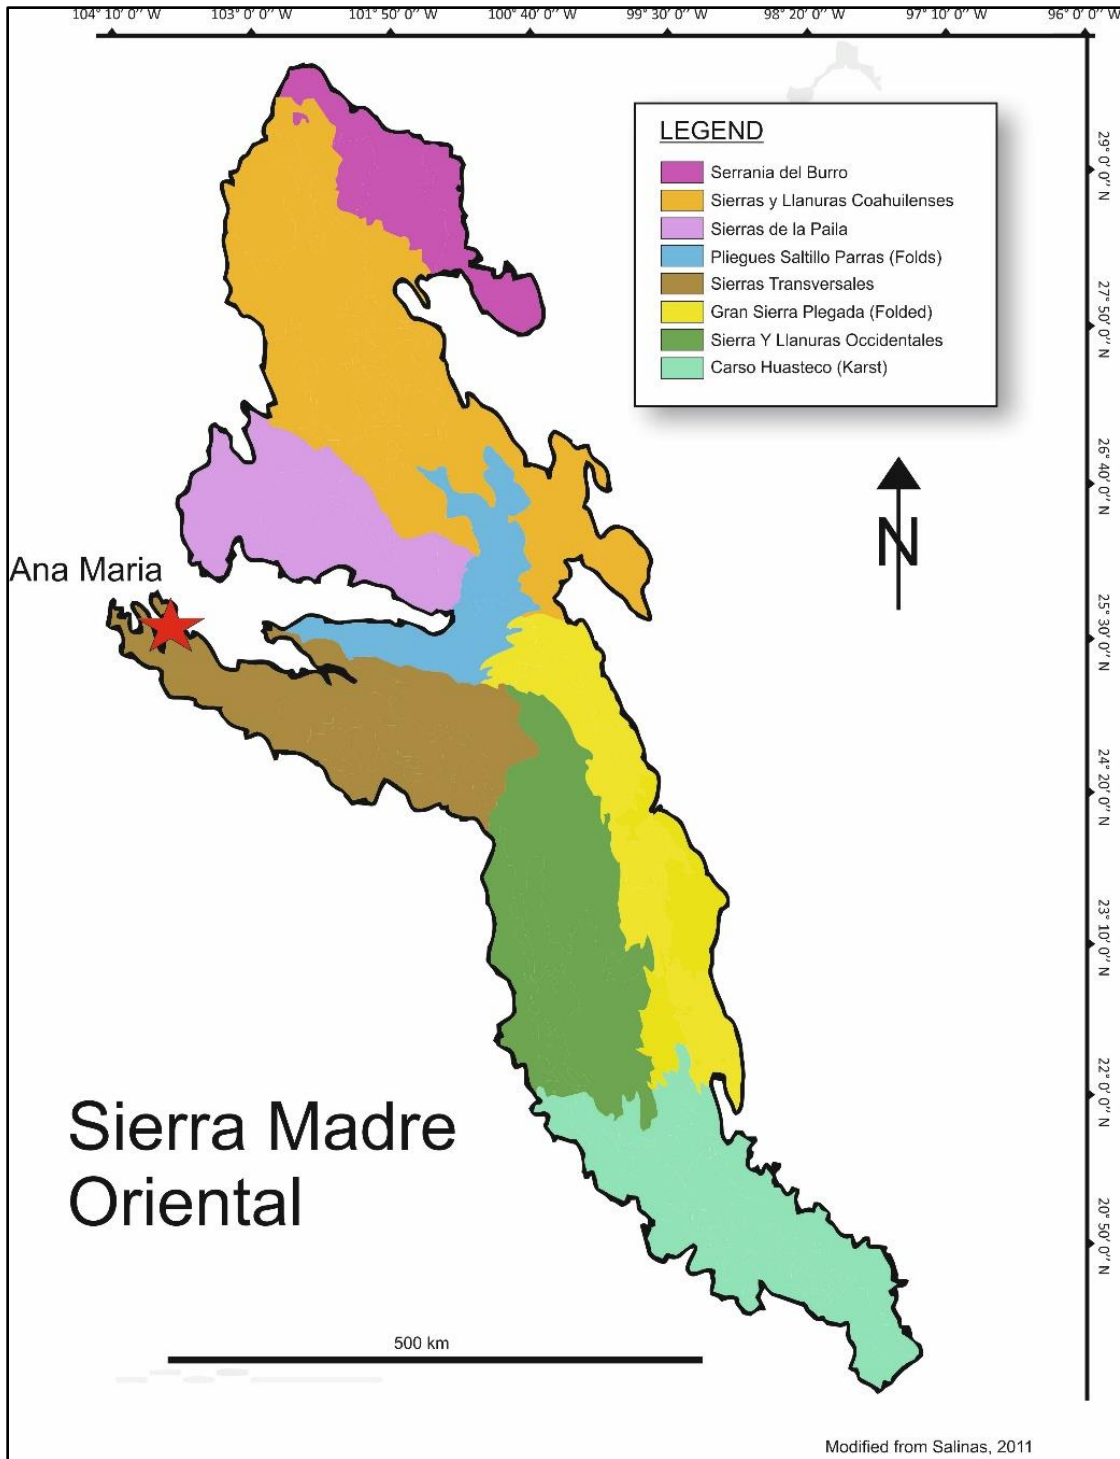 104° 10' 0'' W
103° 0' 0'' W
101° 50' 0'' W
100° 40' 0'' W
99° 30' 0'' W
98° 20' 0'' W
97° 10' 0'' W
96° 0' 0'' W
LEGEND
Serrania del Burro
Sierras y Llanuras Coahuilenses
Sierras de la Paila
Pliegues Saltillo Parras (Folds)
Sierras Transversales
Gran Sierra Plegada (Folded)
Sierra Y Llanuras Occidentales
Carso Huasteco (Karst)
29° 0' 0'' N
27° 50' 0'' N
26° 40' 0'' N
N
Ana Maria
25° 30' 0'' N
24° 20' 0'' N
23° 10' 0'' N
22° 0' 0'' N
Sierra Madre
Oriental
20° 50' 0'' N
500 km
Modified from Salinas, 2011